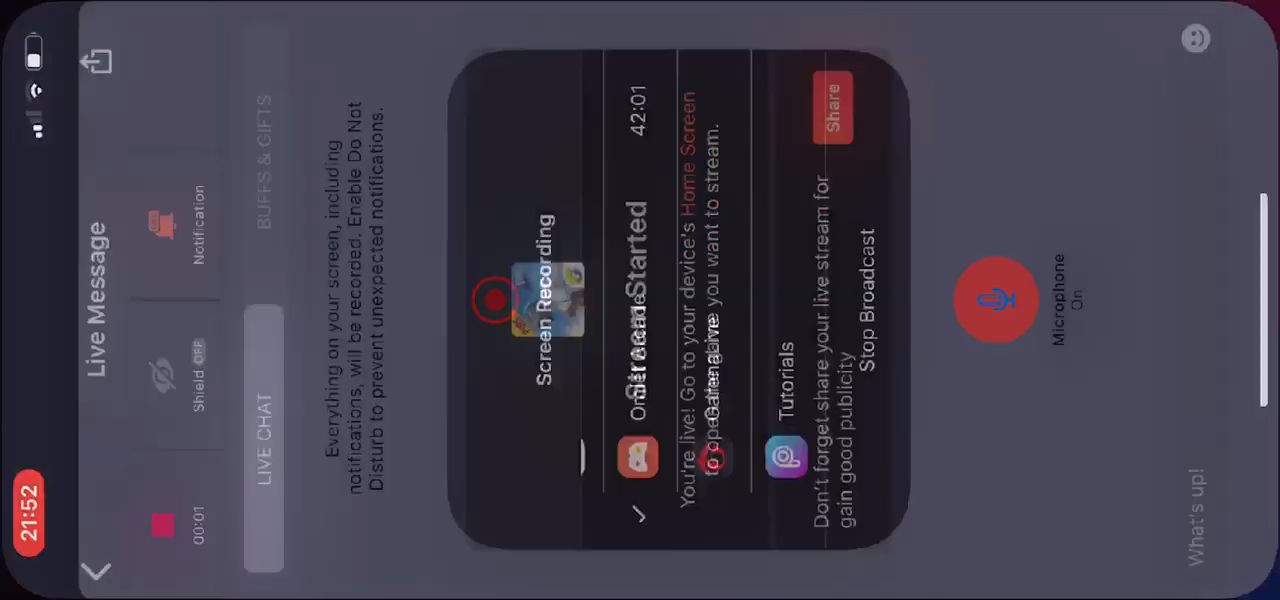 21:52
Live Message
00:01
Shield OFF
Notification
LIVE CHAT
BUFFS & GIFTS
Everything on your screen, including
notifications, will be recorded. Enable Do Not
Disturb to prevent unexpected notifications.
Screen Recording
42:01
Stream Started
You're live! Go to your device's Home Screen
to open the game you want to stream.
Tutorials
Don't forget share your live stream for
gain good publicity
Share
Stop Broadcast
Microphone
On
What's up!